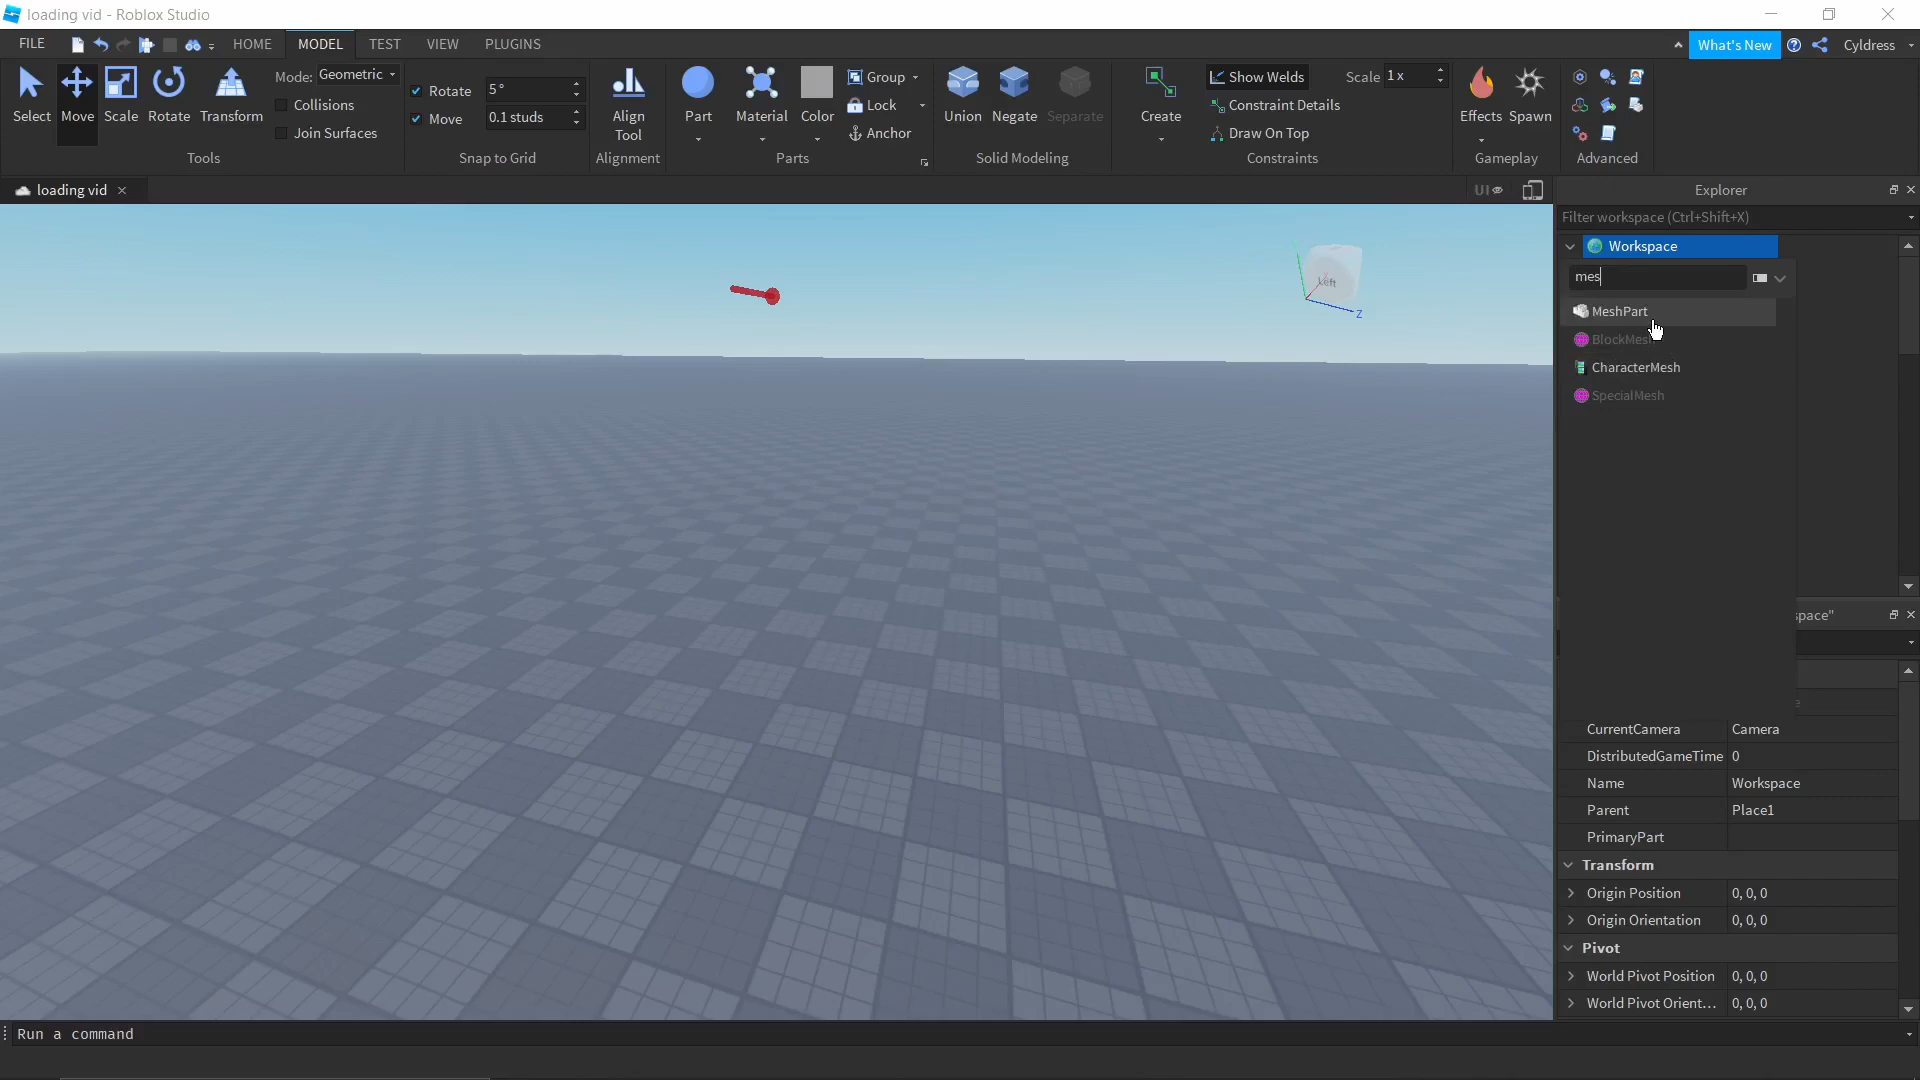 loading vid - Roblox Studio
FILE HOME MODEL TEST VIEW PLUGINS What's New Cyldress
Select Move Scale Rotate Transform
Mode: Geometric
Collisions
Join Surfaces
Tools
Rotate 5°
Move 0.1 studs
Snap to Grid
Align
Tool
Alignment
Part Material Color
Group
Lock
Anchor
Parts
Union Negate Separate
Solid Modeling
Create
Show Welds
Constraint Details
Draw On Top
Scale 1 x
Constraints
Effects Spawn
Gameplay
Advanced
loading vid
UI
Explorer
Filter workspace (Ctrl+Shift+X)
Workspace
mes
MeshPart
BlockMesh
CharacterMesh
SpecialMesh
Left
Z
space"
CurrentCamera Camera
DistributedGameTime 0
Name Workspace
Parent Place1
PrimaryPart
Transform
Origin Position 0, 0, 0
Origin Orientation 0, 0, 0
Pivot
World Pivot Position 0, 0, 0
World Pivot Orient... 0, 0, 0
Run a command